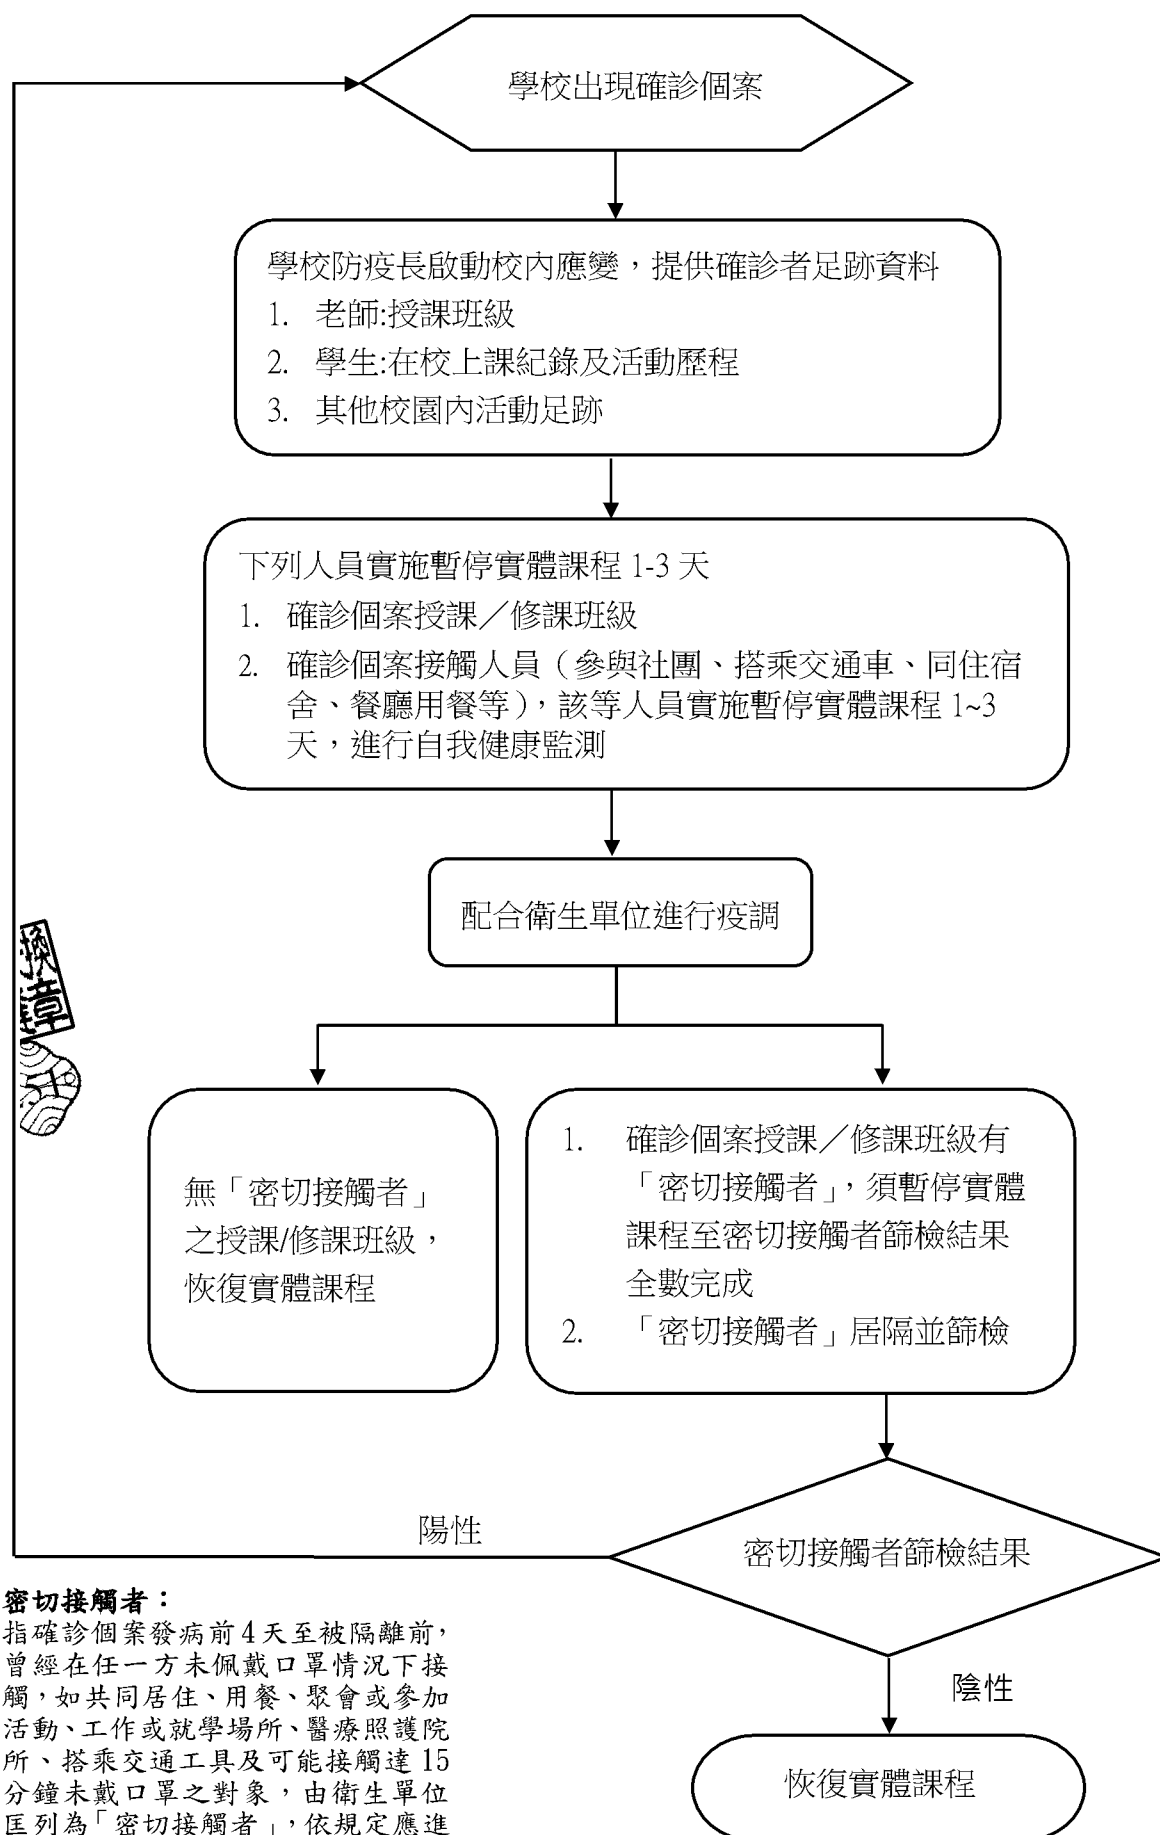 學校出現確診個案
學校防疫長啟動校內應變，提供確診者足跡資料
1. 老師:授課班級
2. 學生:在校上課紀錄及活動歷程
3. 其他校園內活動足跡
下列人員實施暫停實體課程 1-3 天
1. 確診個案授課／修課班級
2. 確診個案接觸人員（參與社團、搭乘交通車、同住宿
舍、餐廳用餐等），該等人員實施暫停實體課程 1~3
天，進行自我健康監測
配合衛生單位進行疫調
無「密切接觸者」
之授課/修課班級，
恢復實體課程
1. 確診個案授課／修課班級有
「密切接觸者」，須暫停實體
課程至密切接觸者篩檢結果
全數完成
2. 「密切接觸者」居隔並篩檢
密切接觸者篩檢結果
陽性
陰性
恢復實體課程
密切接觸者：
指確診個案發病前4天至被隔離前，
曾經在任一方未佩戴口罩情況下接
觸，如共同居住、用餐、聚會或參加
活動、工作或就學場所、醫療照護院
所、搭乘交通工具及可能接觸達 15
分鐘未戴口罩之對象，由衛生單位
匡列為「密切接觸者」，依規定應進